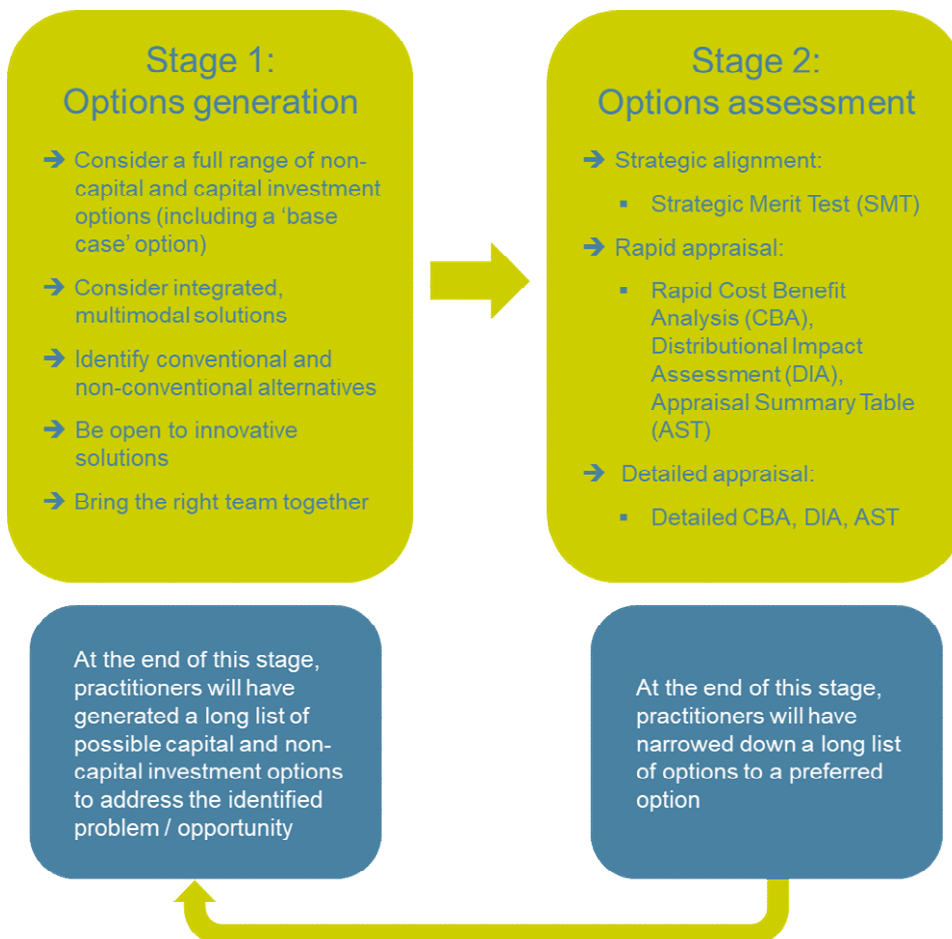 Stage 1:
Options generation
➔ Consider a full range of non-
capital and capital investment
options (including a ‘base
case’ option)
➔ Consider integrated,
multimodal solutions
➔ Identify conventional and
non-conventional alternatives
➔ Be open to innovative
solutions
➔ Bring the right team together
Stage 2:
Options assessment
➔ Strategic alignment:
▪ Strategic Merit Test (SMT)
➔ Rapid appraisal:
▪ Rapid Cost Benefit
Analysis (CBA),
Distributional Impact
Assessment (DIA),
Appraisal Summary Table
(AST)
➔ Detailed appraisal:
▪ Detailed CBA, DIA, AST
At the end of this stage,
practitioners will have
generated a long list of
possible capital and non-
capital investment options
to address the identified
problem / opportunity
At the end of this stage,
practitioners will have
narrowed down a long list
of options to a preferred
option